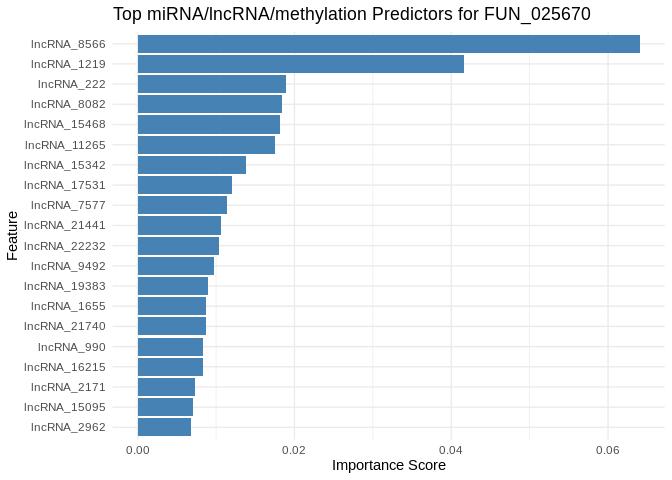 Top miRNA/lncRNA/methylation Predictors for FUN_025670
Feature
lncRNA_8566
lncRNA_1219
lncRNA_222
lncRNA_8082
lncRNA_15468
lncRNA_11265
lncRNA_15342
lncRNA_17531
lncRNA_7577
lncRNA_21441
lncRNA_22232
lncRNA_9492
lncRNA_19383
lncRNA_1655
lncRNA_21740
lncRNA_990
lncRNA_16215
lncRNA_2171
lncRNA_15095
lncRNA_2962
0.00 0.02 0.04 0.06
Importance Score